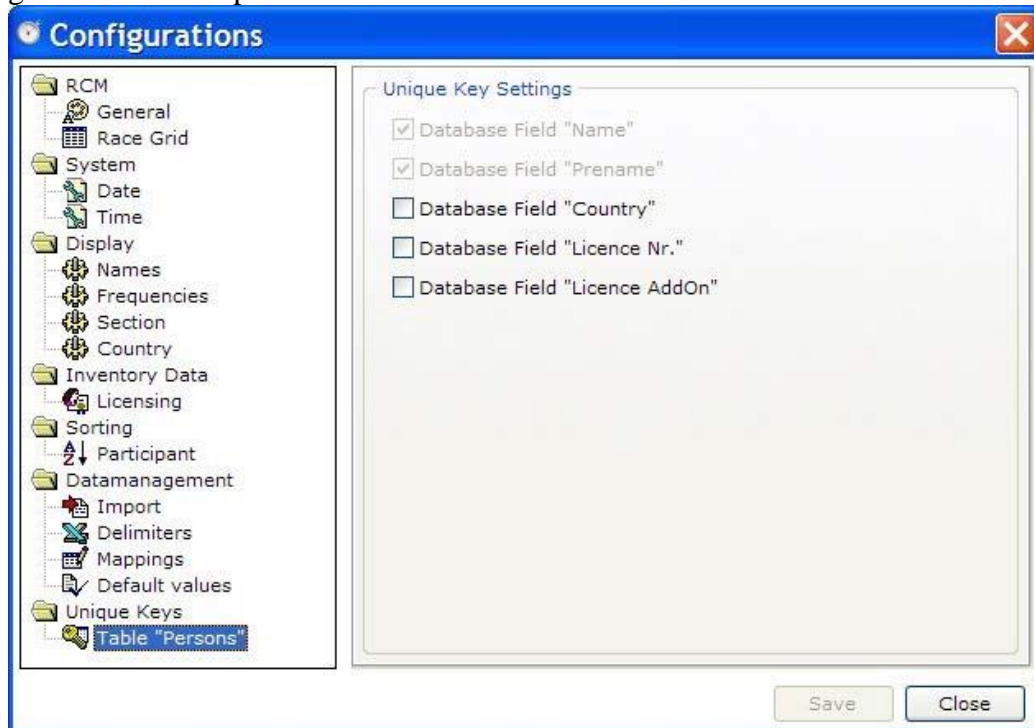 Configurations
RCM
General
Race Grid
System
Date
Time
Display
Names
Frequencies
Section
Country
Inventory Data
Licensing
Sorting
Participant
Datamanagement
Import
Delimiters
Mappings
Default values
Unique Keys
Table "Persons"
Unique Key Settings
Database Field "Name"
Database Field "Prename"
Database Field "Country"
Database Field "Licence Nr."
Database Field "Licence AddOn"
Save
Close